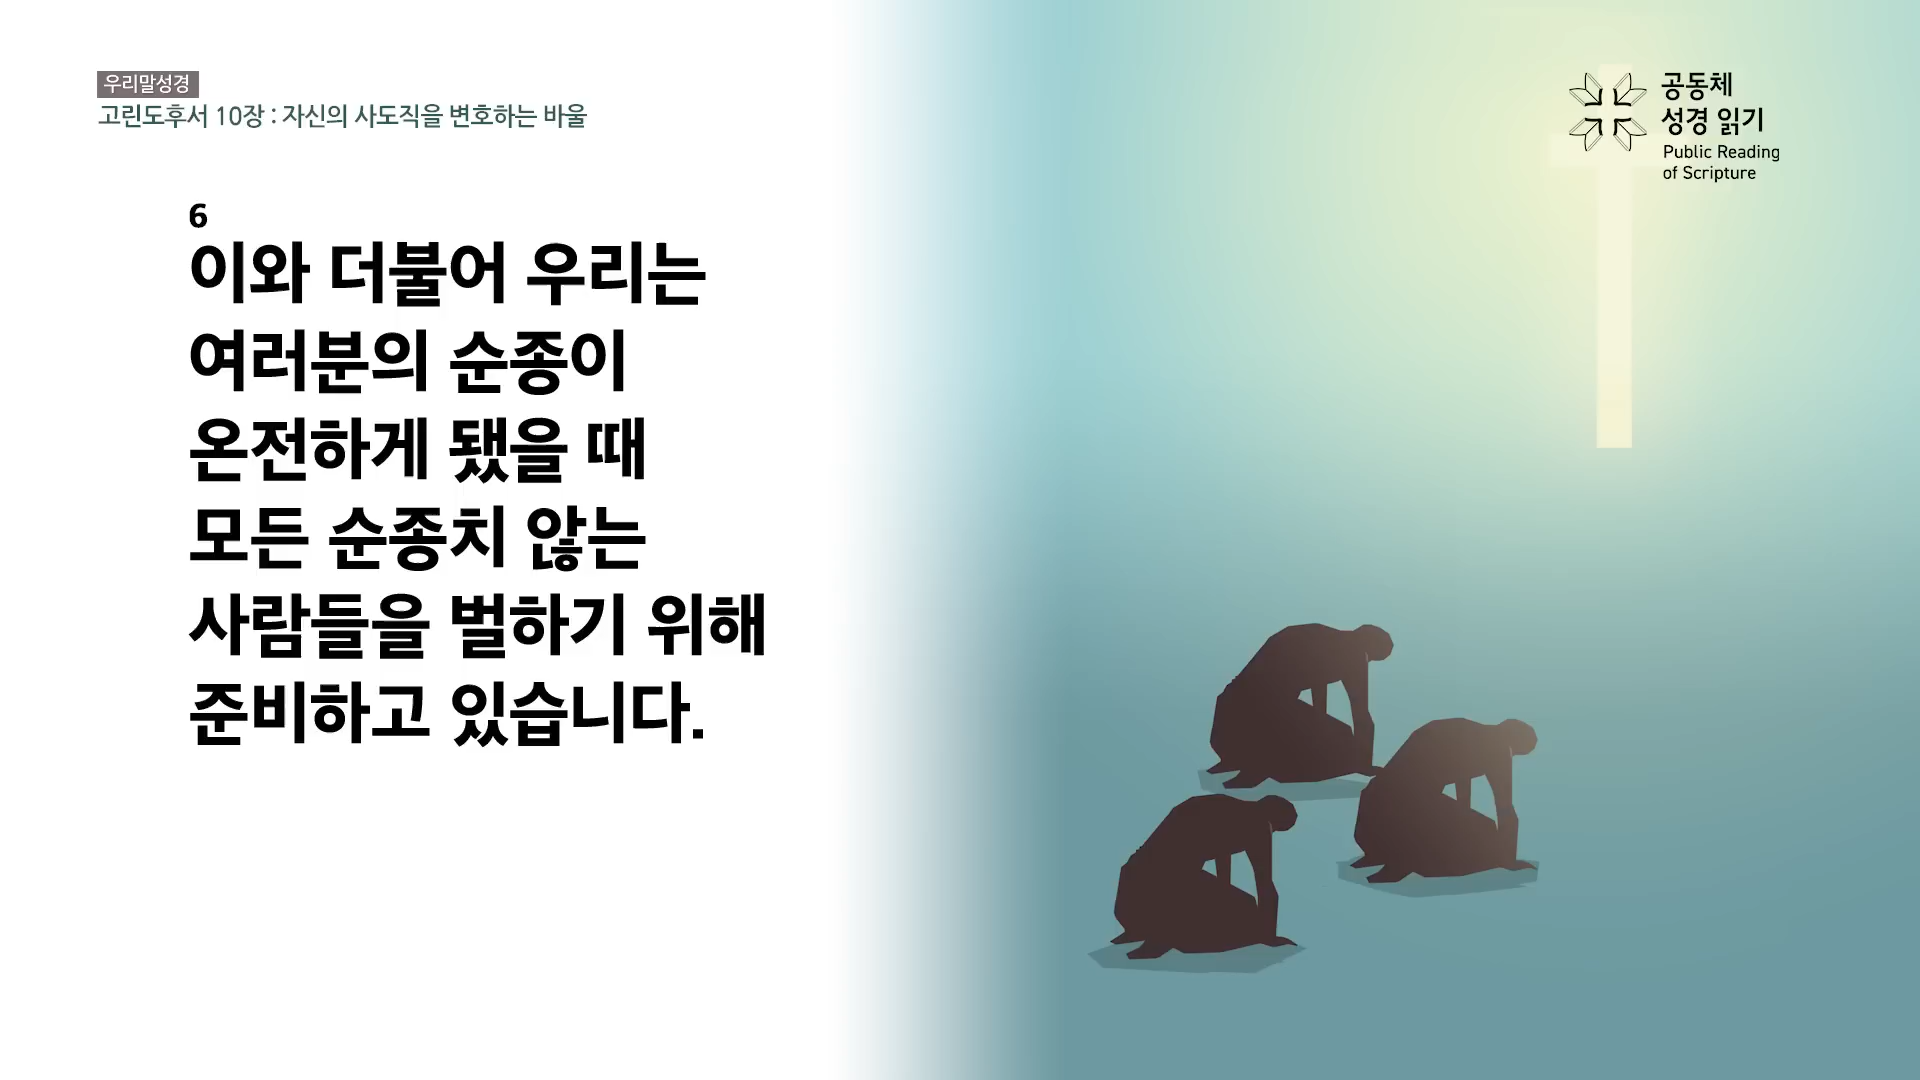 우리말성경
고린도후서 10장 : 자신의 사도직을 변호하는 바울
공동체
성경 읽기
Public Reading
of Scripture
6
이와 더불어 우리는
여러분의 순종이
온전하게 됐을 때
모든 순종치 않는
사람들을 벌하기 위해
준비하고 있습니다.